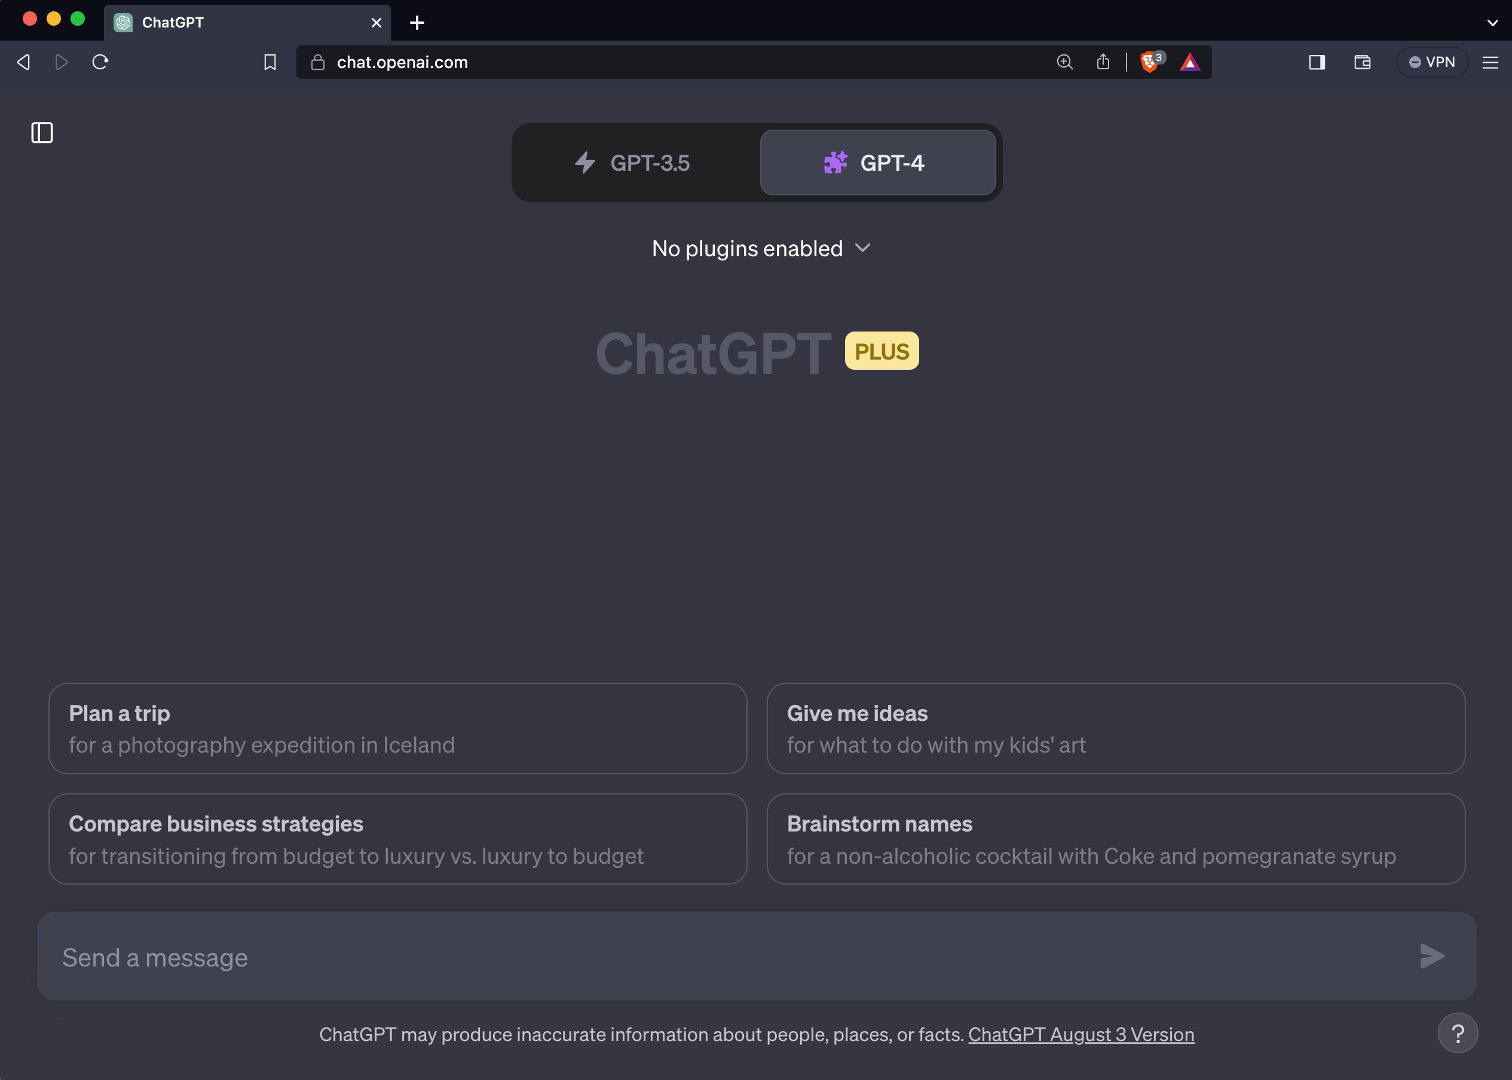 ChatGPT
chat.openai.com
3
VPN
GPT-3.5
GPT-4
No plugins enabled
ChatGPT PLUS
Plan a trip
for a photography expedition in Iceland
Give me ideas
for what to do with my kids' art
Compare business strategies
for transitioning from budget to luxury vs. luxury to budget
Brainstorm names
for a non-alcoholic cocktail with Coke and pomegranate syrup
Send a message
ChatGPT may produce inaccurate information about people, places, or facts. ChatGPT August 3 Version
?